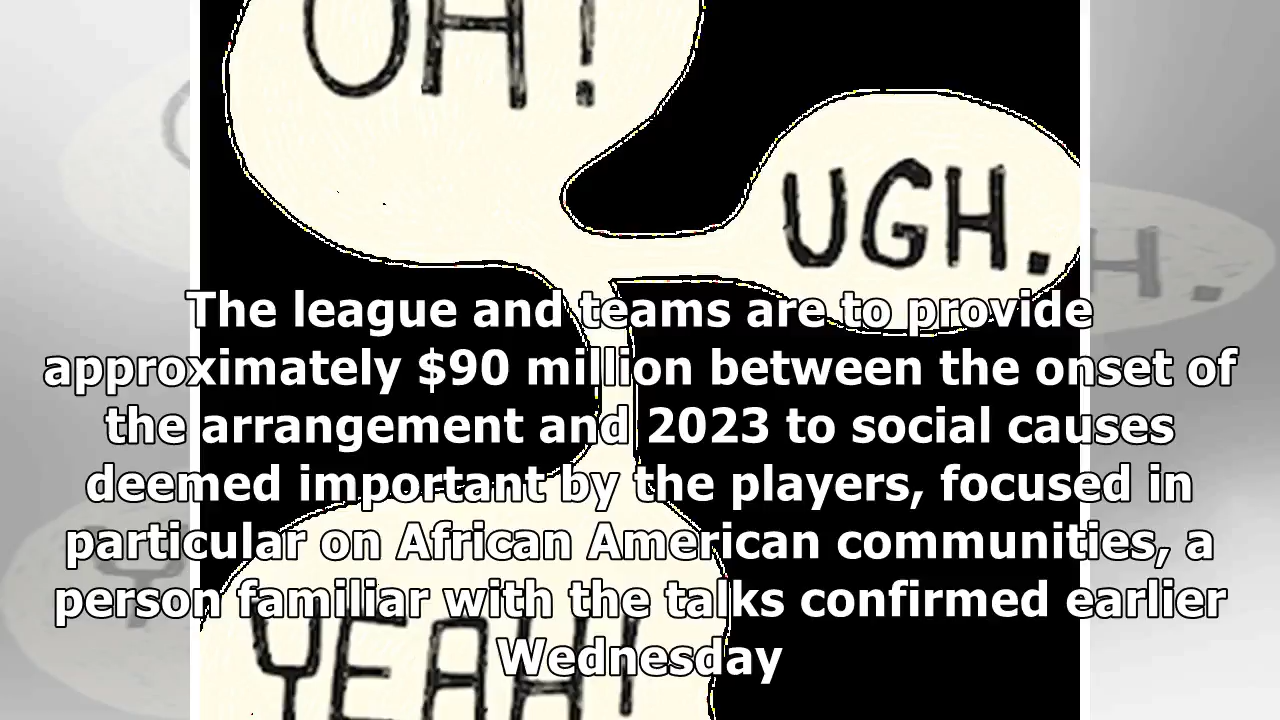 OH!
UGH.
The league and teams are to provide
approximately $90 million between the onset of
the arrangement and 2023 to social causes
deemed important by the players, focused in
particular on African American communities, a
person familiar with the talks confirmed earlier
Wednesday
YEAH!